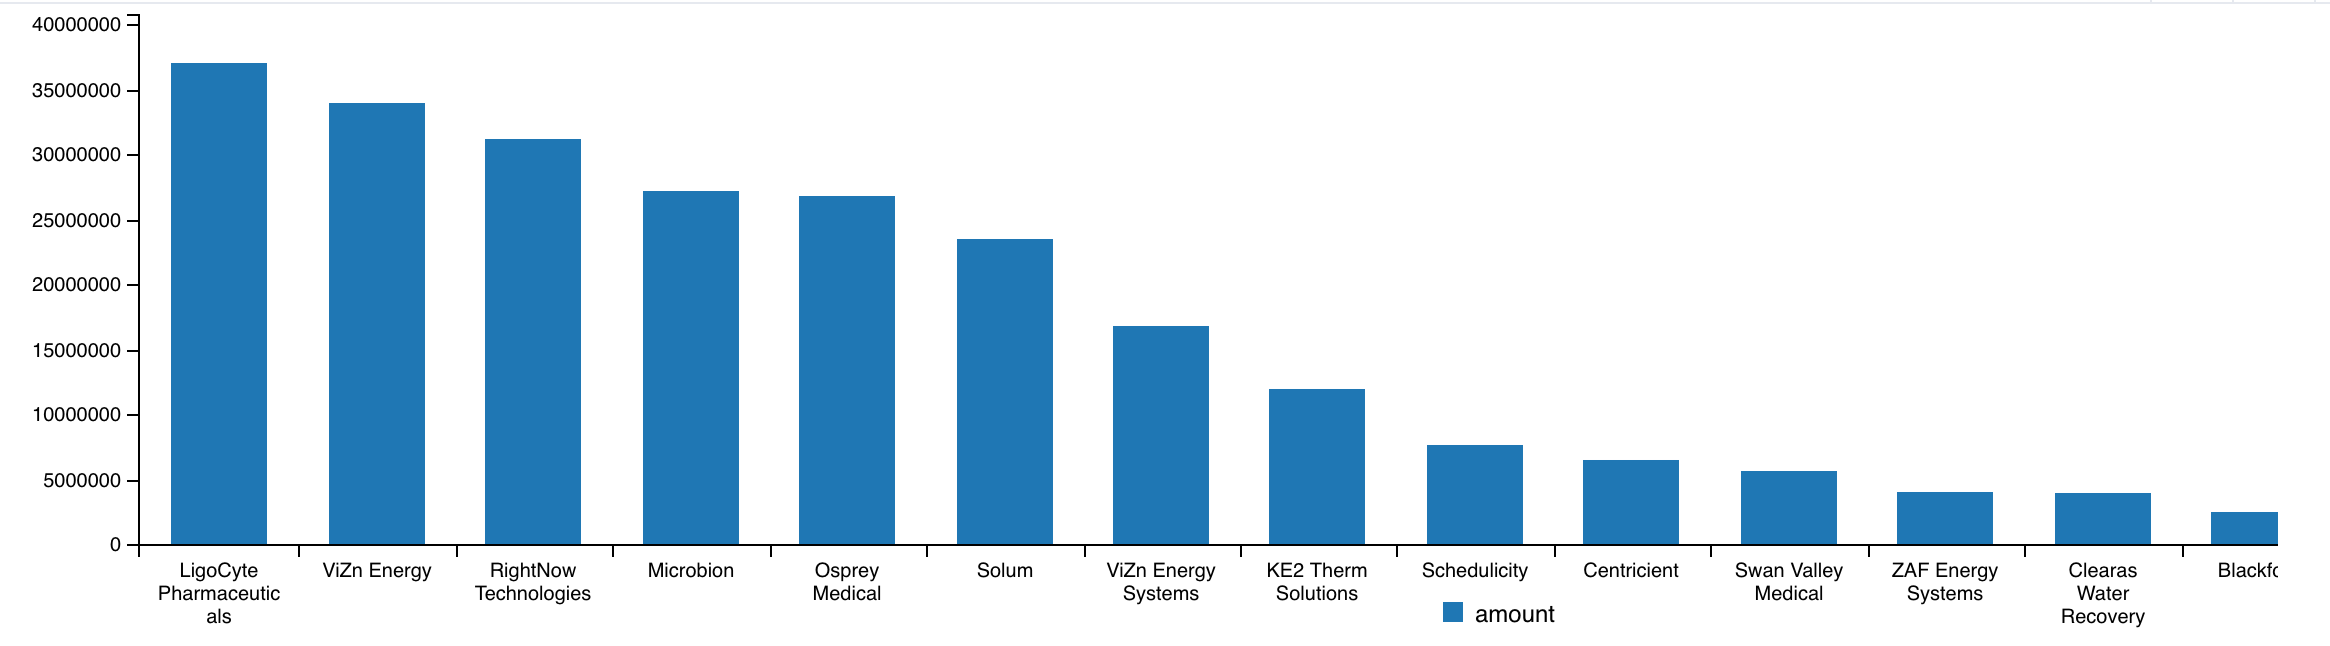 40000000
35000000
30000000
25000000
20000000
15000000
10000000
5000000
0
LigoCyte
Pharmaceutic
als
ViZn Energy
RightNow
Technologies
Microbion
Osprey
Medical
Solum
ViZn Energy
Systems
KE2 Therm
Solutions
Schedulicity
Centricient
Swan Valley
Medical
ZAF Energy
Systems
Clearas
Water
Recovery
amount